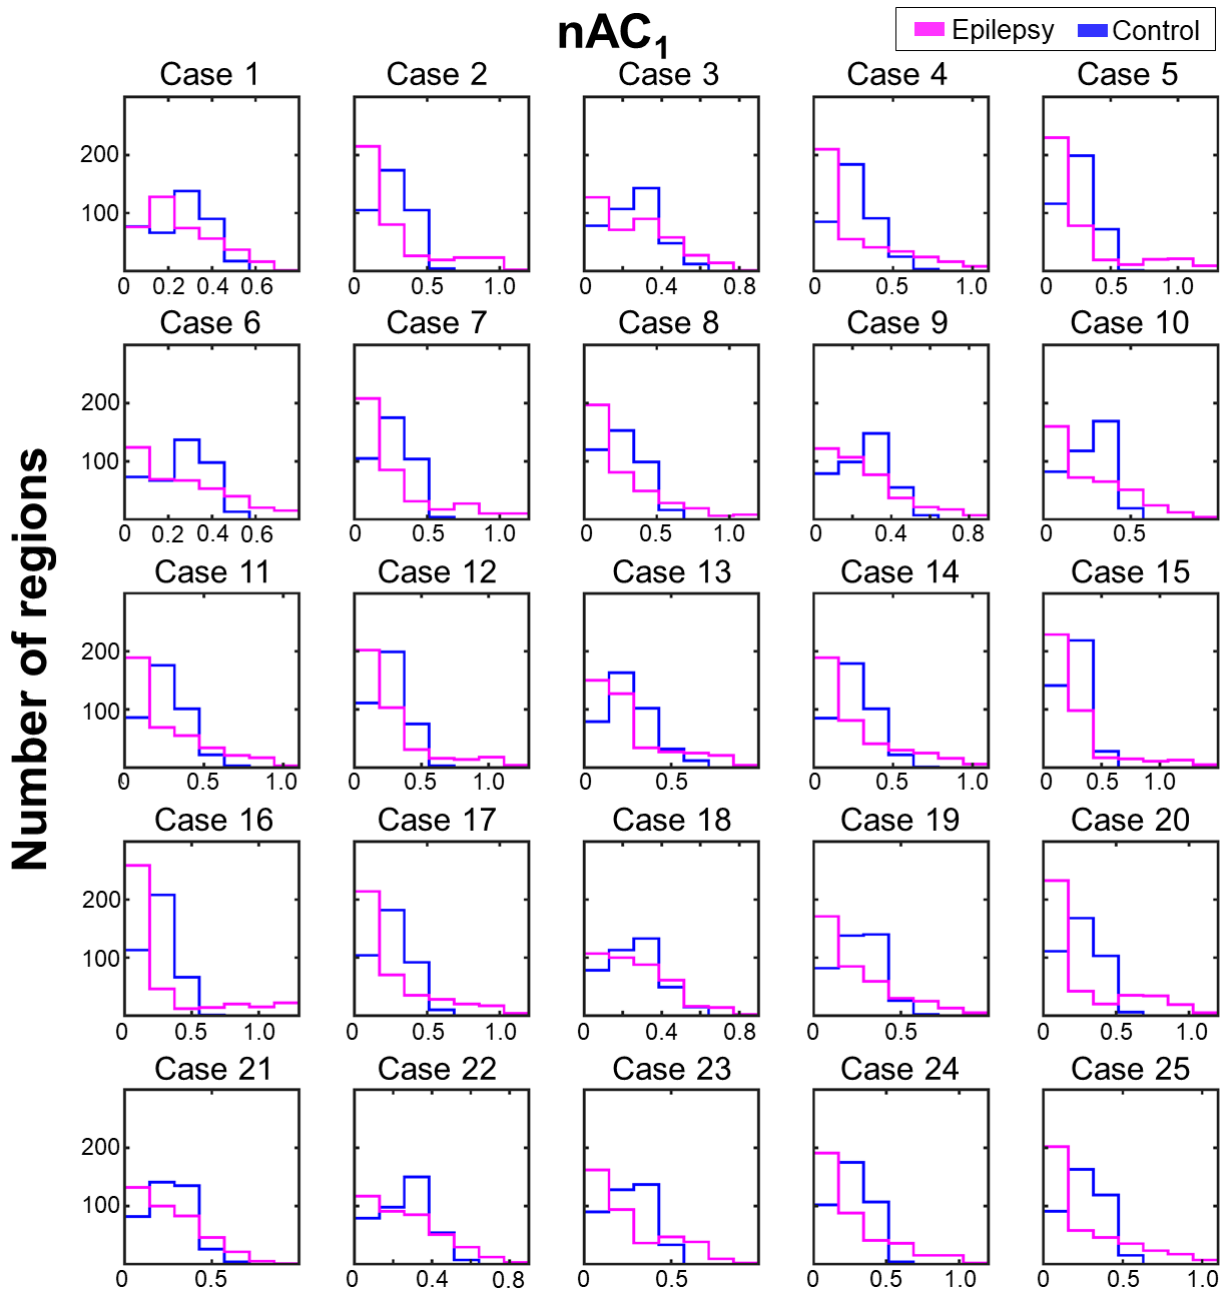 nAC1
Epilepsy Control
Number of regions
Case 1 Case 2 Case 3 Case 4 Case 5
200
100
0 0.2 0.4 0.6 0 0.5 1.0 0 0.4 0.8 0 0.5 1.0 0 0.5 1.0
Case 6 Case 7 Case 8 Case 9 Case 10
200
100
0 0.2 0.4 0.6 0 0.5 1.0 0 0.5 1.0 0 0.4 0.8 0 0.5
Case 11 Case 12 Case 13 Case 14 Case 15
200
100
0 0.5 1.0 0 0.5 1.0 0 0.5 0 0.5 1.0 0 0.5 1.0
Case 16 Case 17 Case 18 Case 19 Case 20
200
100
0 0.5 1.0 0 0.5 1.0 0 0.4 0.8 0 0.5 0 0.5 1.0
Case 21 Case 22 Case 23 Case 24 Case 25
200
100
0 0.5 0 0.4 0.8 0 0.5 0 0.5 1.0 0 0.5 1.0